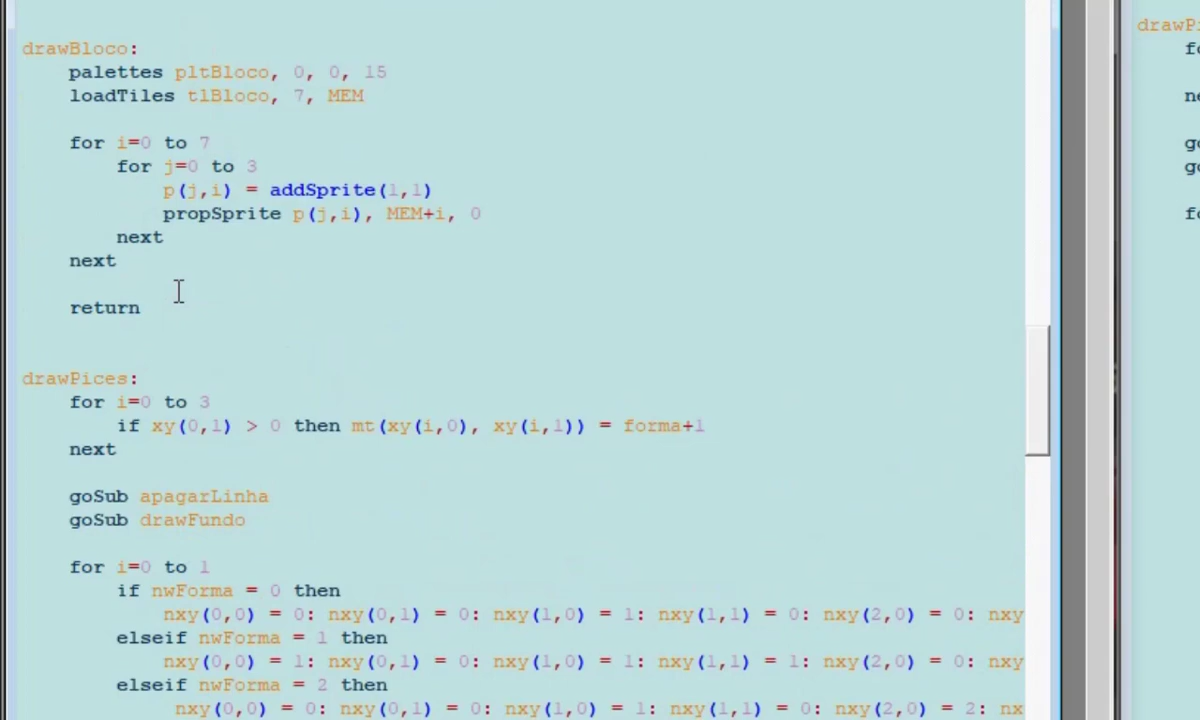 drawBloco:
palettes pltBloco, 0, 0, 15
loadTiles tlBloco, 7, MEM
for i=0 to 7
for j=0 to 3
p(j,i) = addSprite(1,1)
propSprite p(j,i), MEM+i, 0
next
next
return
drawPices:
for i=0 to 3
if xy(0,1) > 0 then mt(xy(i,0), xy(i,1)) = forma+1
next
goSub apagarLinha
goSub drawFundo
for i=0 to 1
if nwForma = 0 then
nxy(0,0) = 0: nxy(0,1) = 0: nxy(1,0) = 1: nxy(1,1) = 0: nxy(2,0) = 0: nxy
elseif nwForma = 1 then
nxy(0,0) = 1: nxy(0,1) = 0: nxy(1,0) = 1: nxy(1,1) = 1: nxy(2,0) = 0: nxy
elseif nwForma = 2 then
nxy(0,0) = 0: nxy(0,1) = 0: nxy(1,0) = 1: nxy(1,1) = 0: nxy(2,0) = 2: nx
drawP
fo
ne
go
go
fo